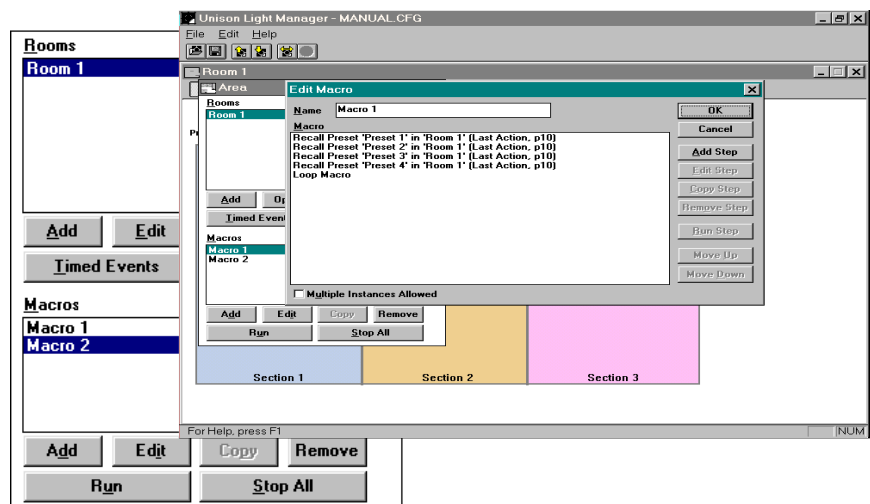 Rooms
Room 1
Add Edit
Timed Events
Macros
Macro 1
Macro 2
Add Edit Copy Remove
Run Stop All
Unison Light Manager - MANUAL.CFG
File Edit Help
Room 1
Area
Rooms
Room 1
Add
Macros
Macro 1
Macro 2
Add Edit Copy Remove
Run Stop All
Edit Macro
Name Macro 1
Macro
Recall Preset 'Preset 1' in 'Room 1' (Last Action, p10)
Recall Preset 'Preset 2' in 'Room 1' (Last Action, p10)
Recall Preset 'Preset 3' in 'Room 1' (Last Action, p10)
Recall Preset 'Preset 4' in 'Room 1' (Last Action, p10)
Loop Macro
Multiple Instances Allowed
OK
Cancel
Add Step
Edit Step
Copy Step
Remove Step
Run Step
Move Up
Move Down
Section 1 Section 2 Section 3
For Help, press F1 NUM